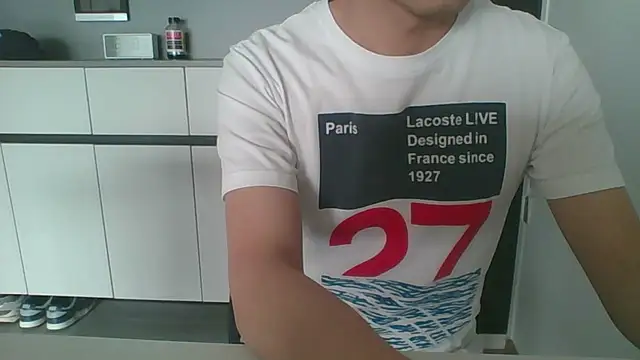 Paris
Lacoste LIVE
Designed in
France since
1927
27